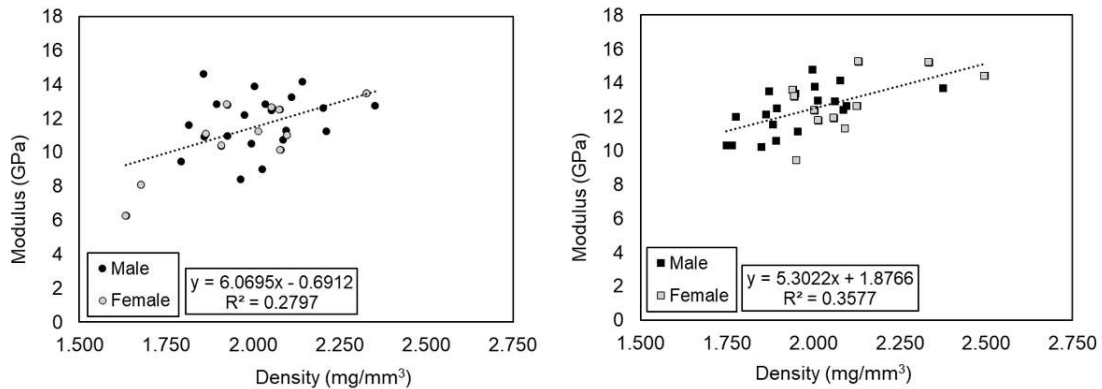 18
16
14
12
10
8
6
4
2
0
Modulus (GPa)
Male
Female
y = 6.0695x - 0.6912
R² = 0.2797
1.500 1.750 2.000 2.250 2.500 2.750
Density (mg/mm³)
18
16
14
12
10
8
6
4
2
0
Modulus (GPa)
Male
Female
y = 5.3022x + 1.8766
R² = 0.3577
1.500 1.750 2.000 2.250 2.500 2.750
Density (mg/mm³)